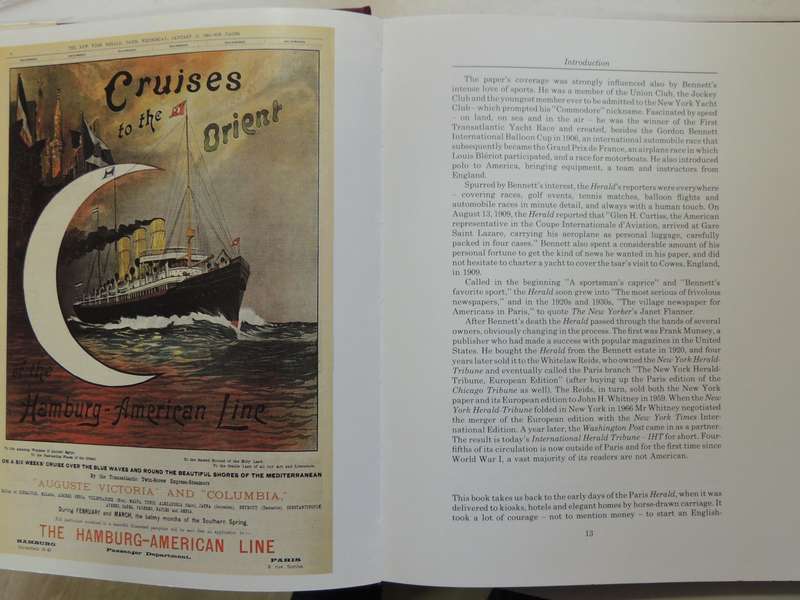 THE NEW YORK HERALD, PARIS, WEDNESDAY, JANUARY
Cruises
to the
Orient
of the
Hamburg-American Line
ON A SIX WEEKS' CRUISE OVER THE BLUE WAVES AND ROUND THE BEAUTIFUL SHORES OF THE MEDITERRANEAN
By the Transatlantic Twin-Screw Express-Steamers
"AUGUSTE VICTORIA" AND "COLUMBIA,"
During FEBRUARY and MARCH, the balmy months of the Southern Spring.
THE HAMBURG-AMERICAN LINE
HAMBURG
Passenger Department.
PARIS
Introduction
The paper's coverage was strongly influenced also by Bennett's
intense love of sports. He was a member of the Union Club, the Jockey
Club and the youngest member ever to be admitted to the New York Yacht
Club – which prompted his "Commodore" nickname. Fascinated by speed
– on land, on sea and in the air – he was the winner of the First
Transatlantic Yacht Race and created, besides the Gordon Bennett
International Balloon Cup in 1906, an international automobile race that
subsequently became the Grand Prix de France, an airplane race in which
Louis Blériot participated, and a race for motorboats. He also introduced
polo to America, bringing equipment, a team and instructors from
England.
Spurred by Bennett's interest, the Herald's reporters were everywhere
– covering races, golf events, tennis matches, balloon flights and
automobile races in minute detail, and always with a human touch. On
August 13, 1909, the Herald reported that "Glen H. Curtiss, the American
representative in the Coupe Internationale d'Aviation, arrived at Gare
Saint Lazare, carrying his aeroplane as personal luggage, carefully
packed in four cases." Bennett also spent a considerable amount of his
personal fortune to get the kind of news he wanted in his paper, and did
not hesitate to charter a yacht to cover the tsar's visit to Cowes, England,
in 1909.
Called in the beginning "A sportsman's caprice" and "Bennett's
favorite sport," the Herald soon grew into "The most serious of frivolous
newspapers," and in the 1920s and 1930s, "The village newspaper for
Americans in Paris," to quote The New Yorker's Janet Flanner.
After Bennett's death the Herald passed through the hands of several
owners, obviously changing in the process. The first was Frank Munsey, a
publisher who had made a success with popular magazines in the United
States. He bought the Herald from the Bennett estate in 1920, and four
years later sold it to the Whitelaw Reids, who owned the New York Herald-
Tribune and eventually called the Paris branch "The New York Herald-
Tribune, European Edition" (after buying up the Paris edition of the
Chicago Tribune as well). The Reids, in turn, sold both the New York
paper and its European edition to John H. Whitney in 1959. When the New
York Herald-Tribune folded in New York in 1966 Mr Whitney negotiated
the merger of the European edition with the New York Times Inter-
national Edition. A year later, the Washington Post came in as a partner.
The result is today's International Herald Tribune – IHT for short. Four-
fifths of its circulation is now outside of Paris and for the first time since
World War I, a vast majority of its readers are not American.
This book takes us back to the early days of the Paris Herald, when it was
delivered to kiosks, hotels and elegant homes by horse-drawn carriage. It
took a lot of courage – not to mention money – to start an English-
13